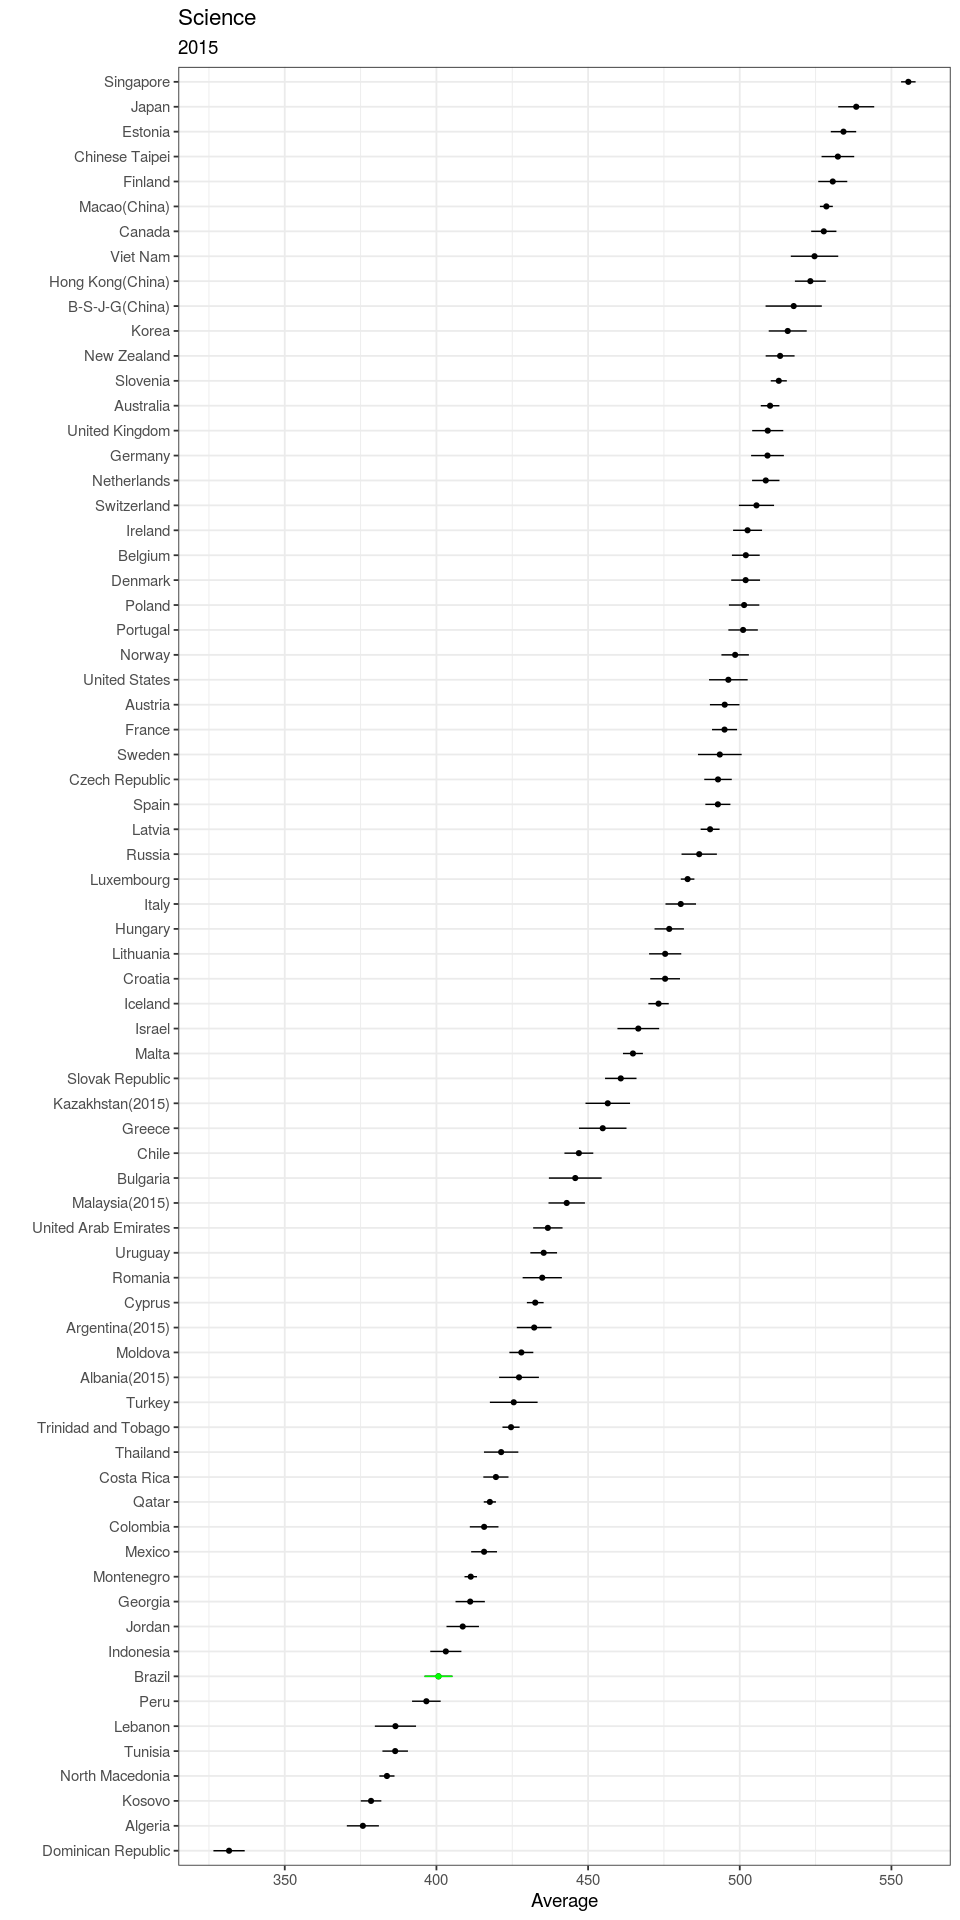 Science
2015
Singapore
Japan
Estonia
Chinese Taipei
Finland
Macao(China)
Canada
Viet Nam
Hong Kong(China)
B-S-J-G(China)
Korea
New Zealand
Slovenia
Australia
United Kingdom
Germany
Netherlands
Switzerland
Ireland
Belgium
Denmark
Poland
Portugal
Norway
United States
Austria
France
Sweden
Czech Republic
Spain
Latvia
Russia
Luxembourg
Italy
Hungary
Lithuania
Croatia
Iceland
Israel
Malta
Slovak Republic
Kazakhstan(2015)
Greece
Chile
Bulgaria
Malaysia(2015)
United Arab Emirates
Uruguay
Romania
Cyprus
Argentina(2015)
Moldova
Albania(2015)
Turkey
Trinidad and Tobago
Thailand
Costa Rica
Qatar
Colombia
Mexico
Montenegro
Georgia
Jordan
Indonesia
Brazil
Peru
Lebanon
Tunisia
North Macedonia
Kosovo
Algeria
Dominican Republic
350 400 450 500 550
Average